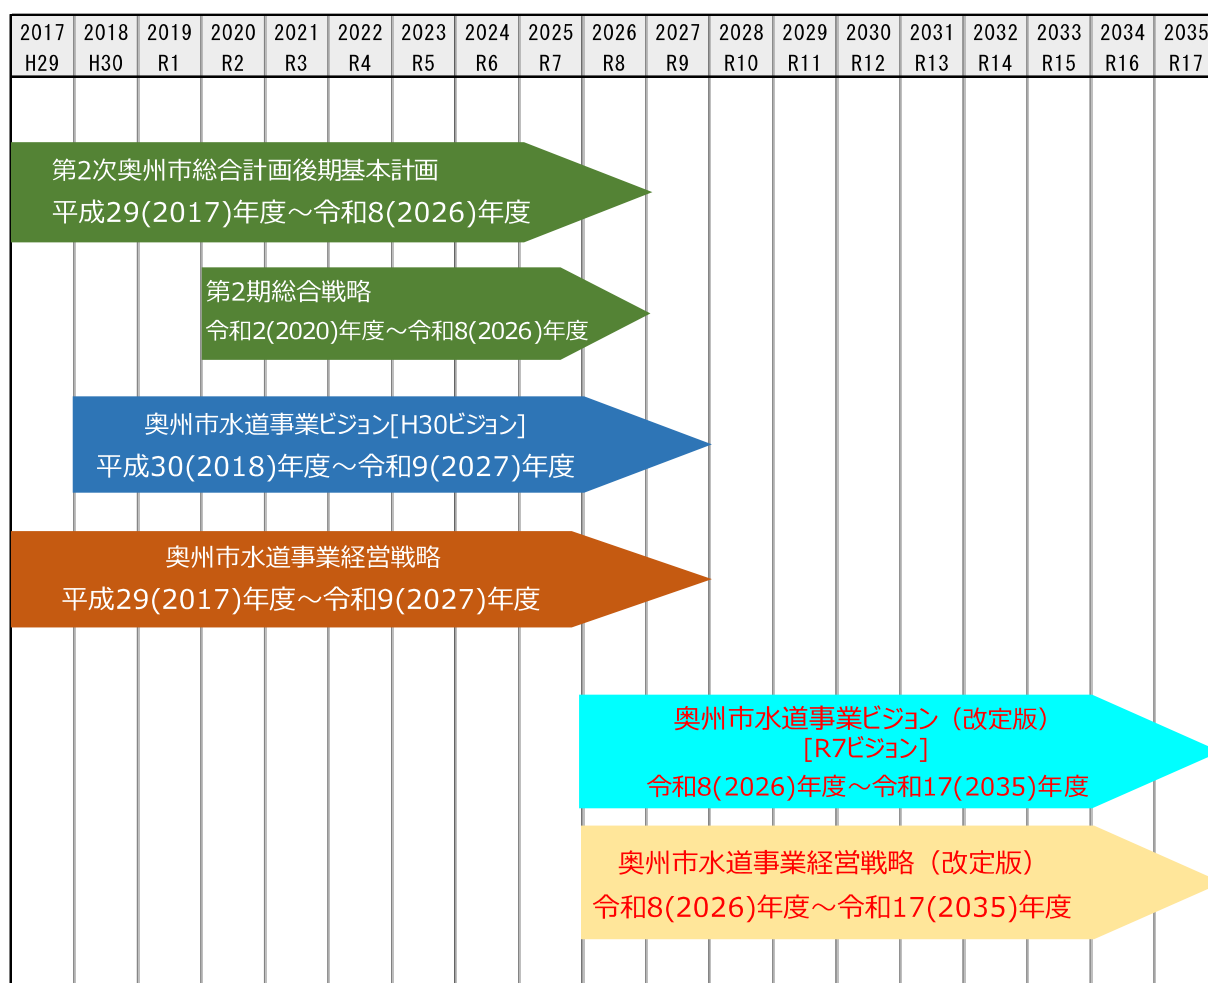 2017 2018 2019 2020 2021 2022 2023 2024 2025 2026 2027 2028 2029 2030 2031 2032 2033 2034 2035
H29 H30 R1 R2 R3 R4 R5 R6 R7 R8 R9 R10 R11 R12 R13 R14 R15 R16 R17
第2次奥州市総合計画後期基本計画
平成29(2017)年度～令和8(2026)年度
第2期総合戦略
令和2(2020)年度～令和8(2026)年度
奥州市水道事業ビジョン[H30ビジョン]
平成30(2018)年度～令和9(2027)年度
奥州市水道事業経営戦略
平成29(2017)年度～令和9(2027)年度
奥州市水道事業ビジョン（改定版）
[R7ビジョン]
令和8(2026)年度～令和17(2035)年度
奥州市水道事業経営戦略（改定版）
令和8(2026)年度～令和17(2035)年度